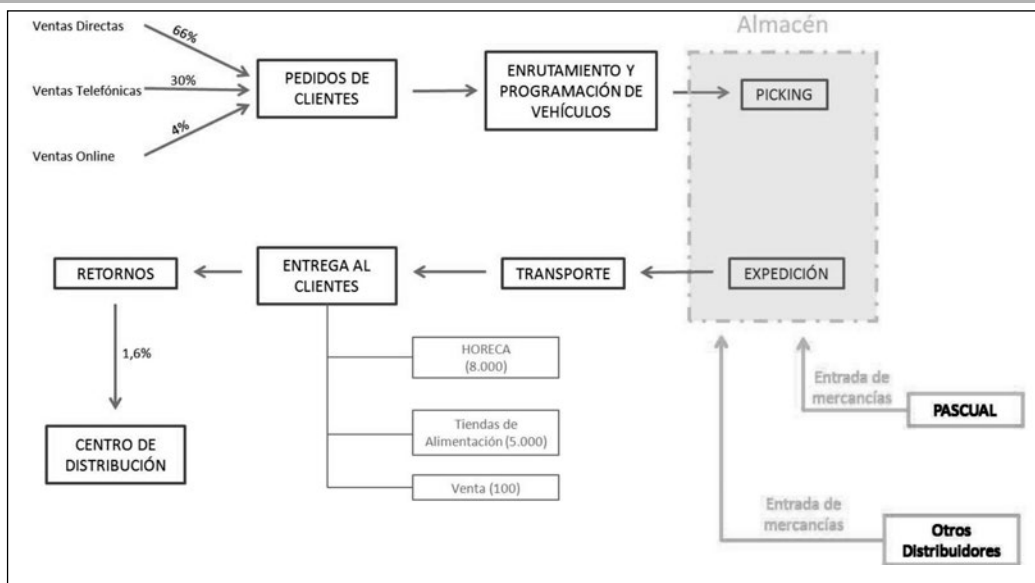 Almacén
Ventas Directas
66%
Ventas Telefónicas
30%
Ventas Online
4%
PEDIDOS DE
CLIENTES
ENRUTAMIENTO Y
PROGRAMACIÓN DE
VEHÍCULOS
PICKING
RETORNOS
ENTREGA AL
CLIENTES
TRANSPORTE
EXPEDICIÓN
1,6%
CENTRO DE
DISTRIBUCIÓN
HORECA
(8.000)
Tiendas de
Alimentación (5.000)
Venta (100)
Entrada de
mercancías
PASCUAL
Entrada de
mercancías
Otros
Distribuidores